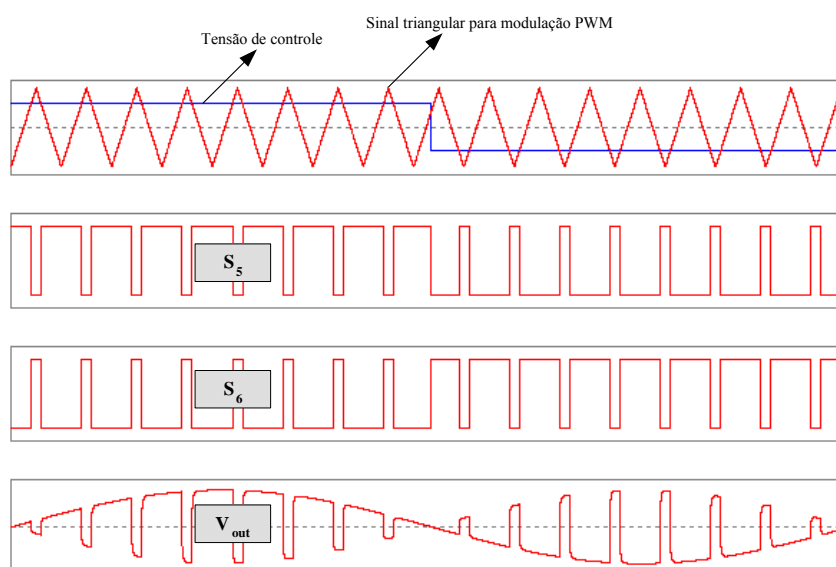 Sinal triangular para modulação PWM
Tensão de controle
S5
S6
Vout